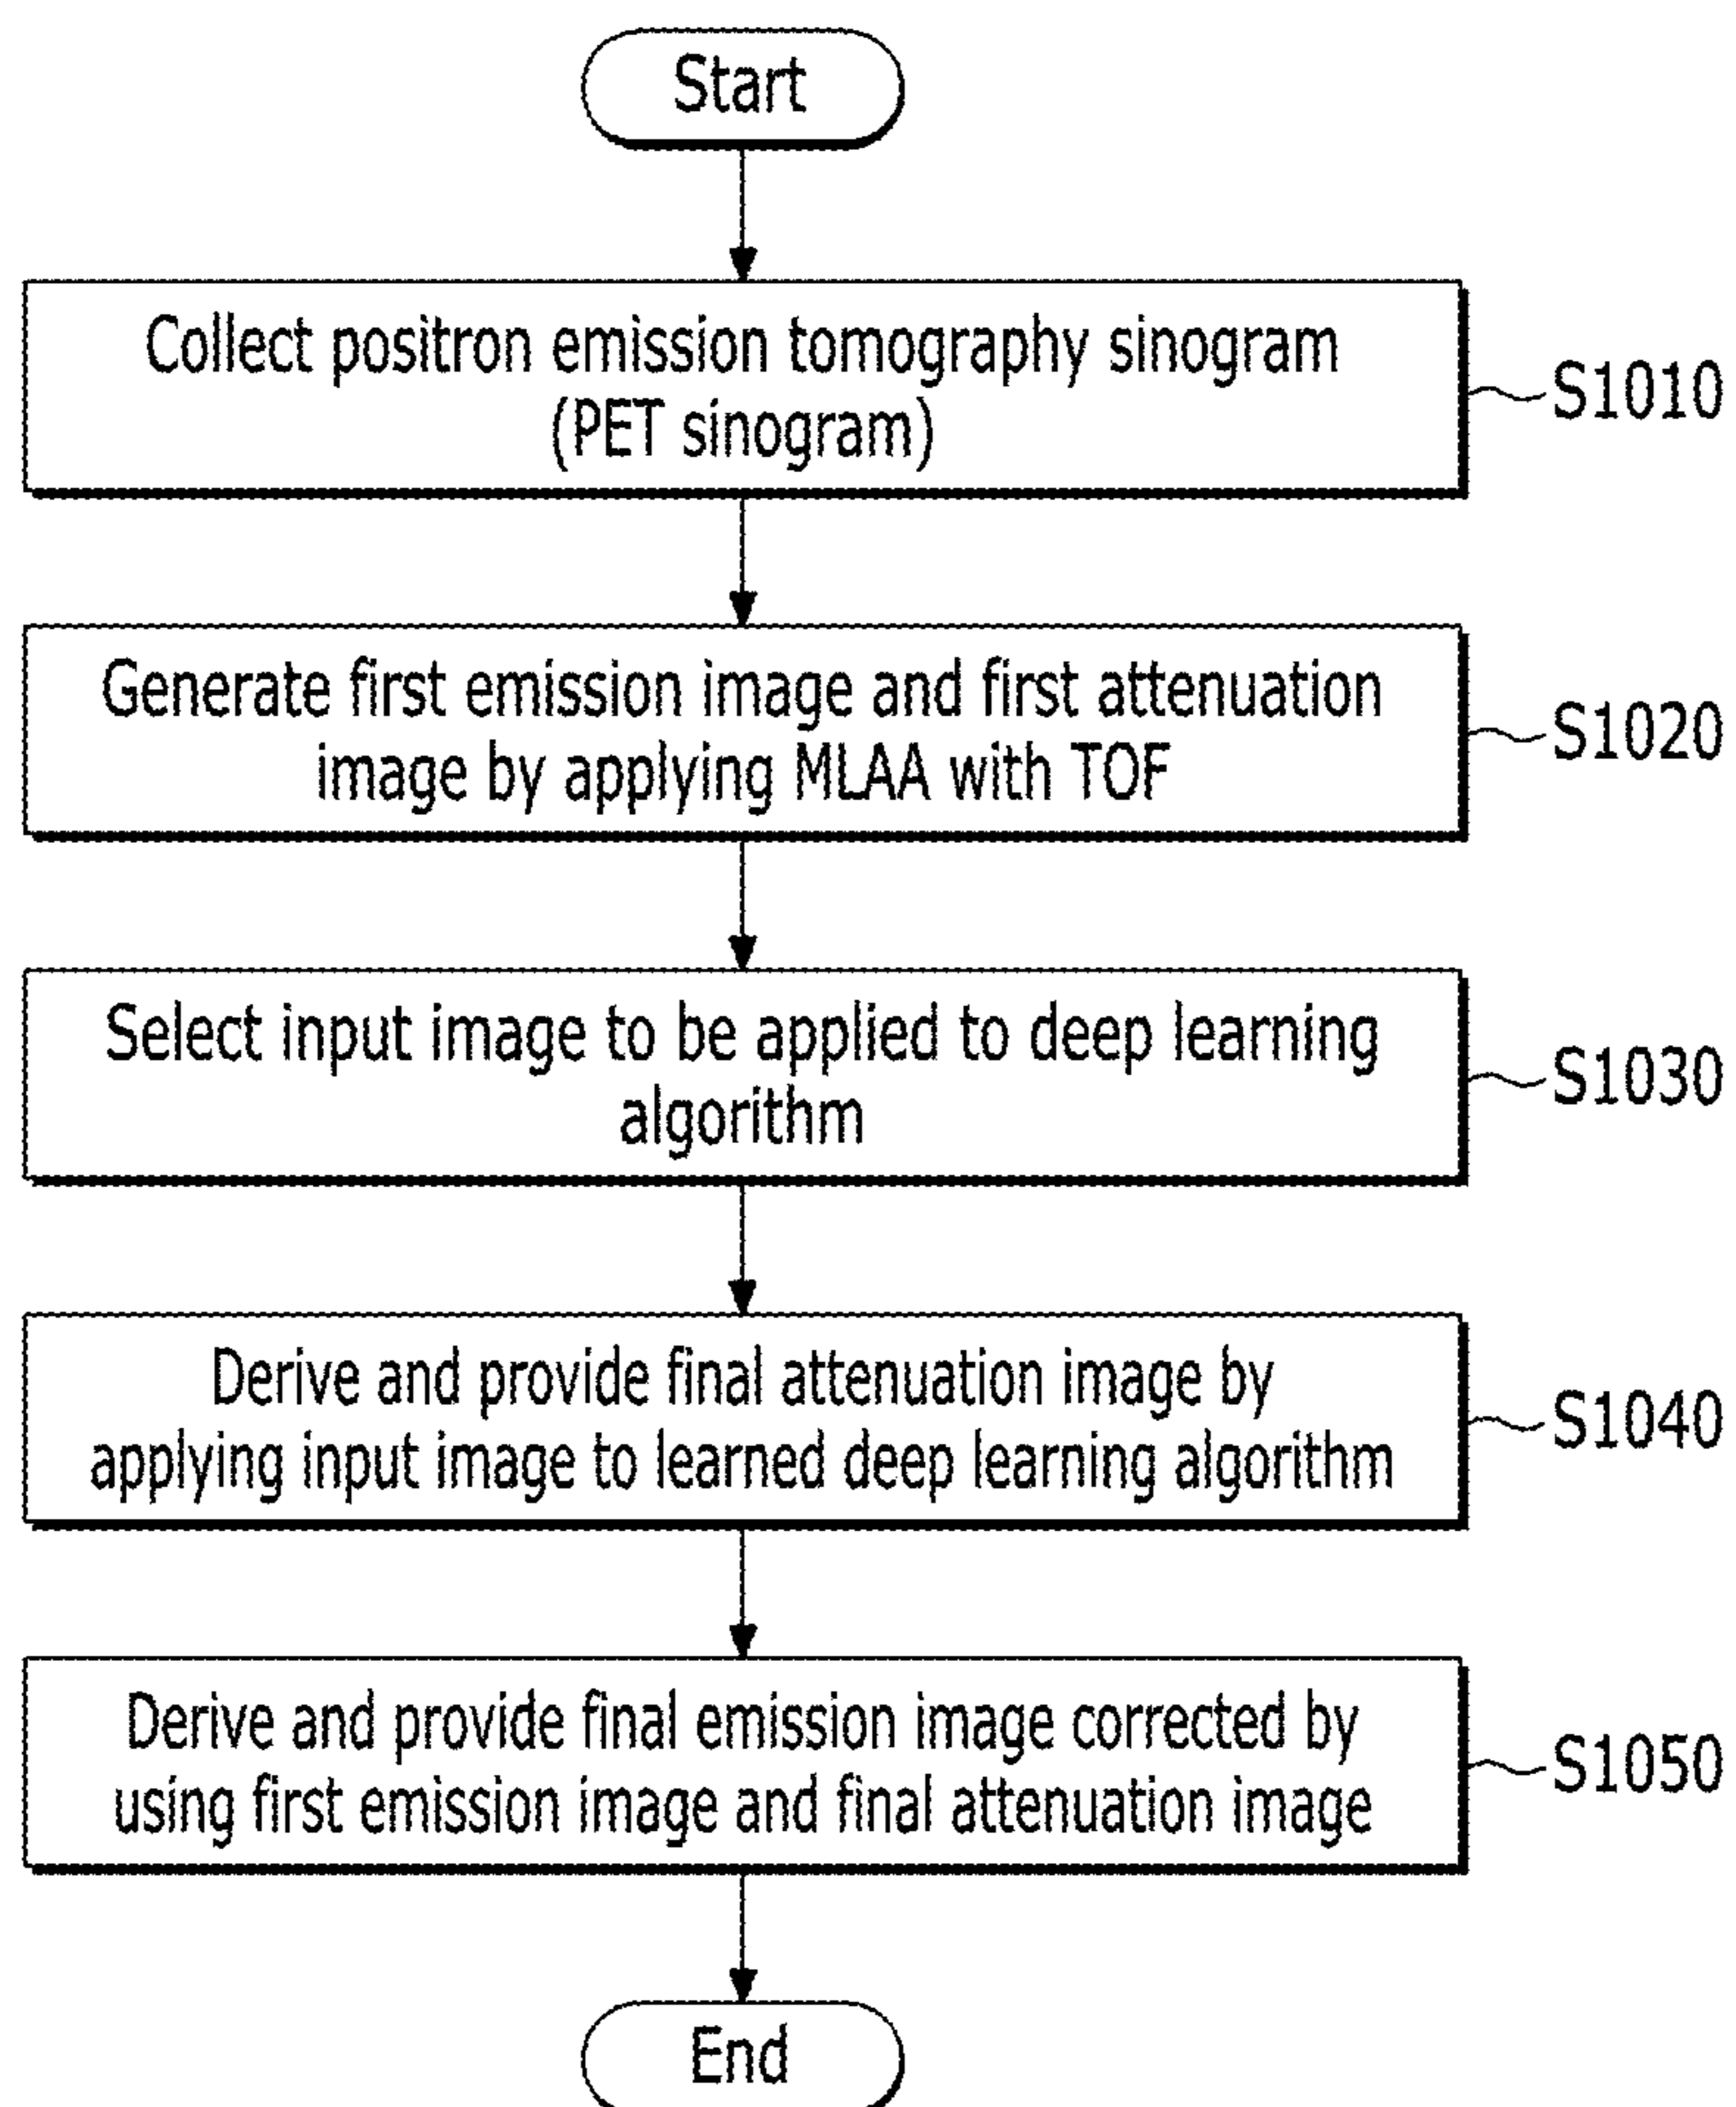 Start
Collect positron emission tomography sinogram
(PET sinogram)
S1010
Generate first emission image and first attenuation
image by applying MLAA with TOF
S1020
Select input image to be applied to deep learning
algorithm
S1030
Derive and provide final attenuation image by
applying input image to learned deep learning algorithm
S1040
Derive and provide final emission image corrected by
using first emission image and final attenuation image
S1050
End